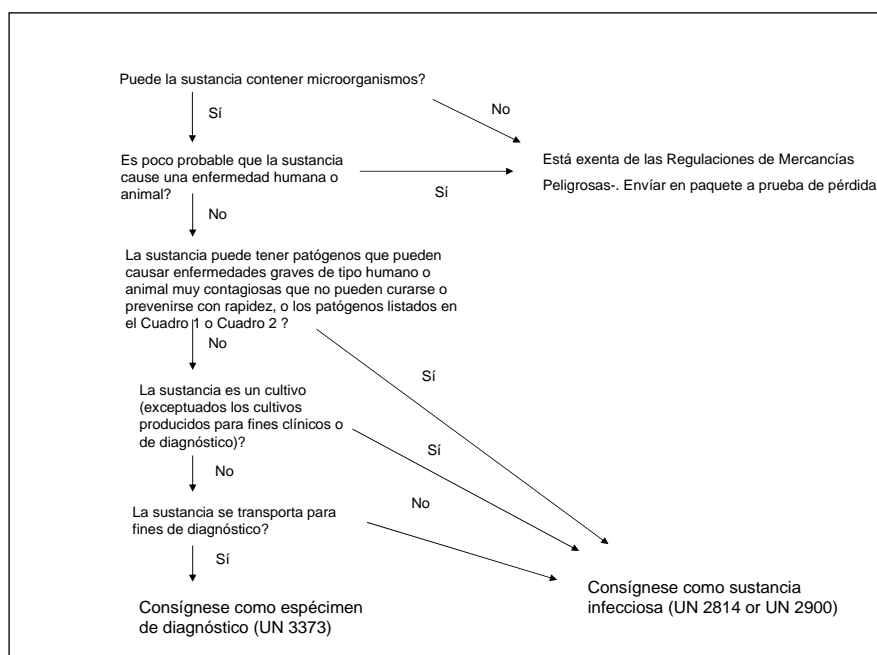 Puede la sustancia contener microorganismos?
Sí
No
Es poco probable que la sustancia
cause una enfermedad humana o
animal?
Sí
Está exenta de las Regulaciones de Mercancías
Peligrosas-. Envíar en paquete a prueba de pérdida
No
La sustancia puede tener patógenos que pueden
causar enfermedades graves de tipo humano o
animal muy contagiosas que no pueden curarse o
prevenirse con rapidez, o los patógenos listados en
el Cuadro 1 o Cuadro 2 ?
No
Sí
La sustancia es un cultivo
(exceptuados los cultivos
producidos para fines clínicos o
de diagnóstico)?
Sí
No
La sustancia se transporta para
fines de diagnóstico?
No
Sí
Consígnese como espécimen
de diagnóstico (UN 3373)
Consígnese como sustancia
infecciosa (UN 2814 or UN 2900)